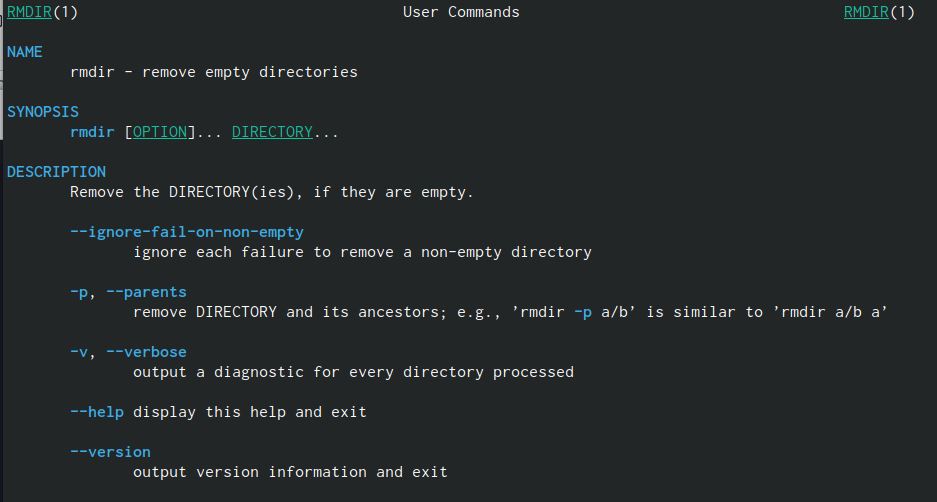 RMDIR(1) User Commands RMDIR(1)
NAME
rmdir - remove empty directories
SYNOPSIS
rmdir [OPTION]... DIRECTORY...
DESCRIPTION
Remove the DIRECTORY(ies), if they are empty.
--ignore-fail-on-non-empty
ignore each failure to remove a non-empty directory
-p, --parents
remove DIRECTORY and its ancestors; e.g., ’rmdir -p a/b’ is similar to ’rmdir a/b a’
-v, --verbose
output a diagnostic for every directory processed
--help display this help and exit
--version
output version information and exit